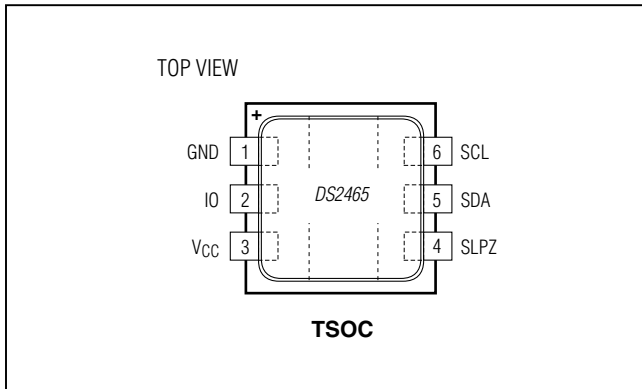 TOP VIEW
+
GND 1 6 SCL
IO 2 DS2465 5 SDA
VCC 3 4 SLPZ
TSOC